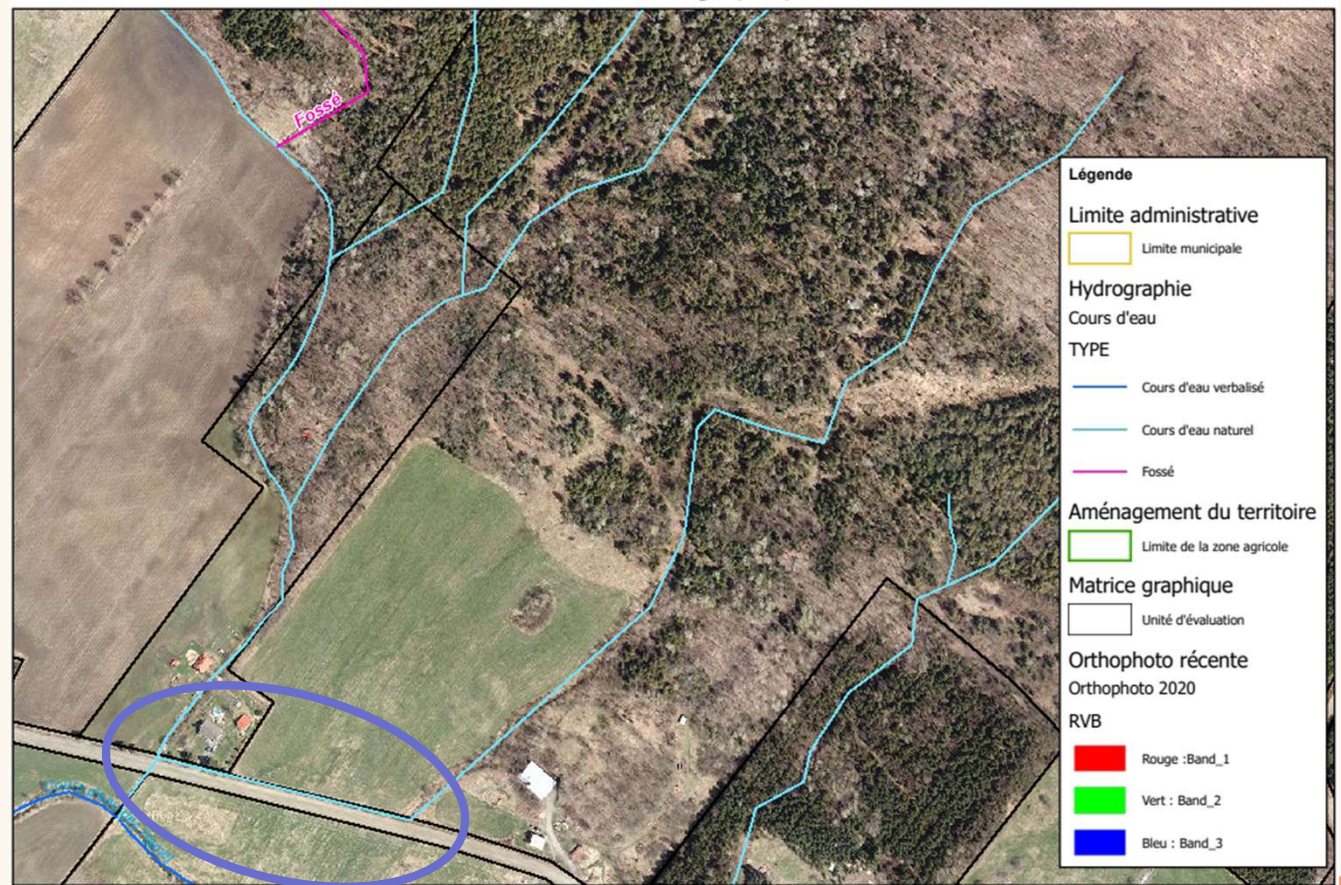 Fossé
Légende
Limite administrative
Limite municipale
Hydrographie
Cours d'eau
TYPE
Cours d'eau verbalisé
Cours d'eau naturel
Fossé
Aménagement du territoire
Limite de la zone agricole
Matrice graphique
Unité d'évaluation
Orthophoto récente
Orthophoto 2020
RVB
Rouge :Band_1
Vert : Band_2
Bleu : Band_3